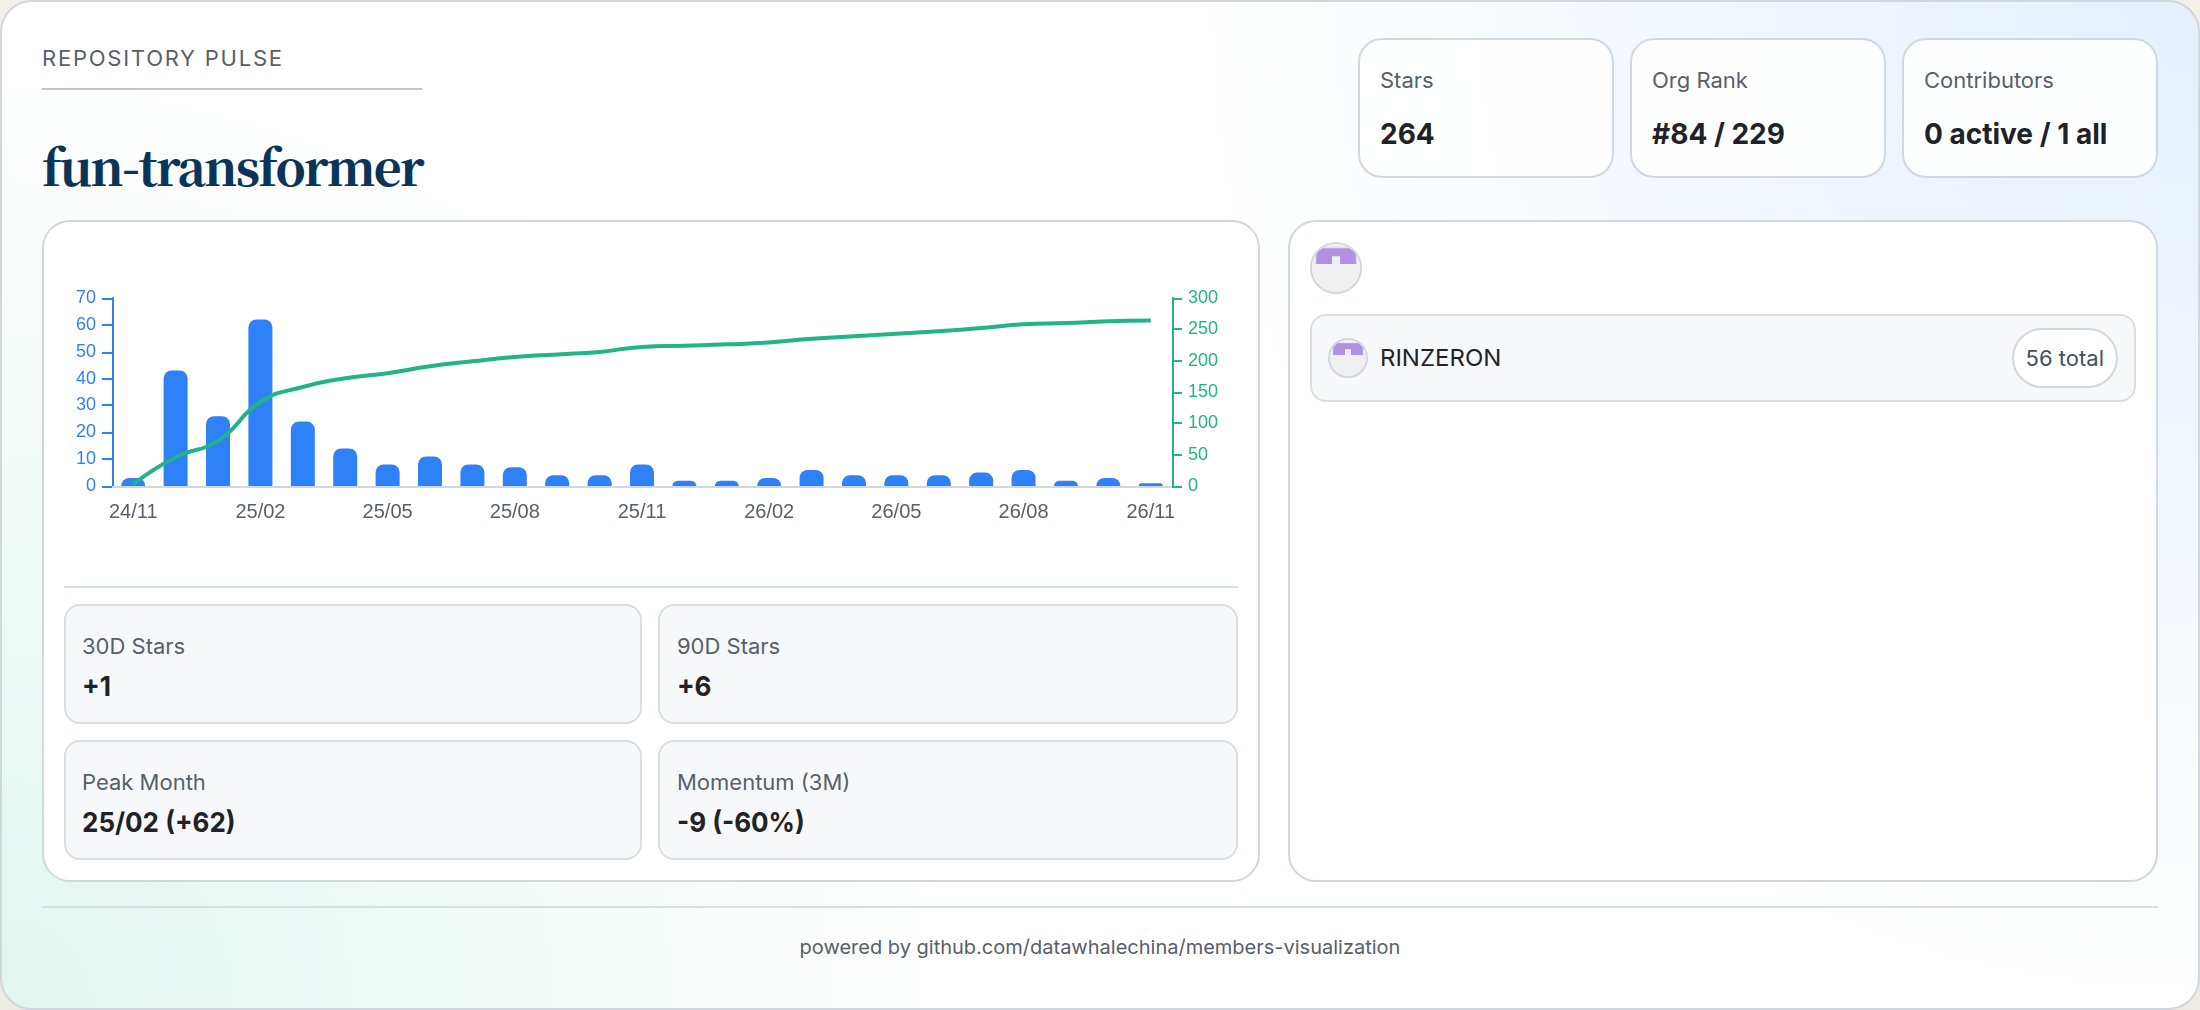 REPOSITORY PULSE
fun-transformer
Stars
264
Org Rank
#84 / 229
Contributors
0 active / 1 all
70
60
50
40
30
20
10
0
300
250
200
150
100
50
0
24/11 25/02 25/05 25/08 25/11 26/02 26/05 26/08 26/11
30D Stars
+1
90D Stars
+6
Peak Month
25/02 (+62)
Momentum (3M)
-9 (-60%)
RINZERON
56 total
powered by github.com/datawhalechina/members-visualization